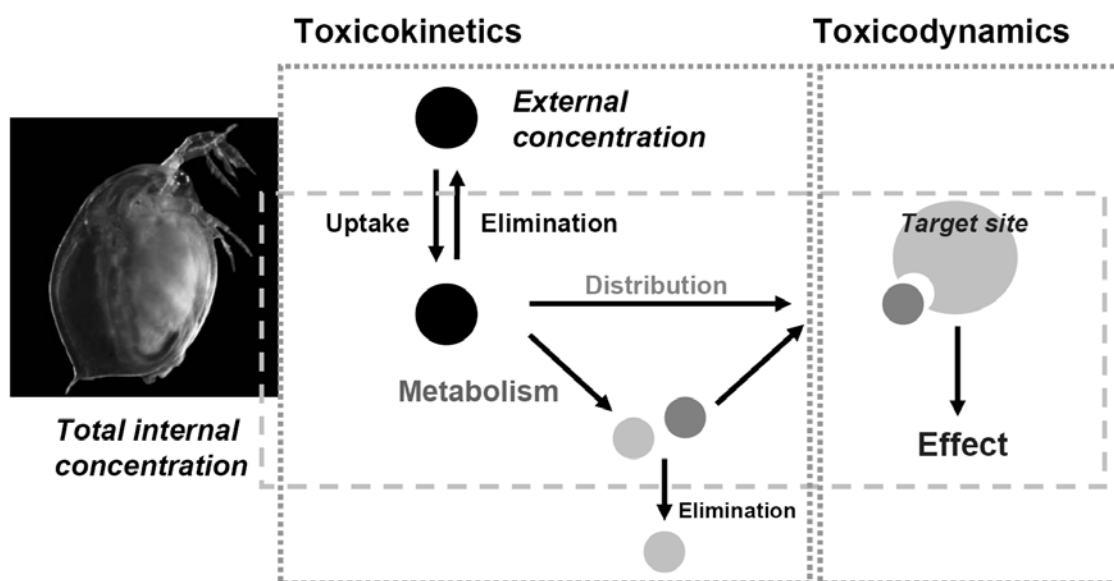 Toxicokinetics
Toxicodynamics
External
concentration
Uptake
Elimination
Target site
Distribution
Metabolism
Total internal
concentration
Effect
Elimination